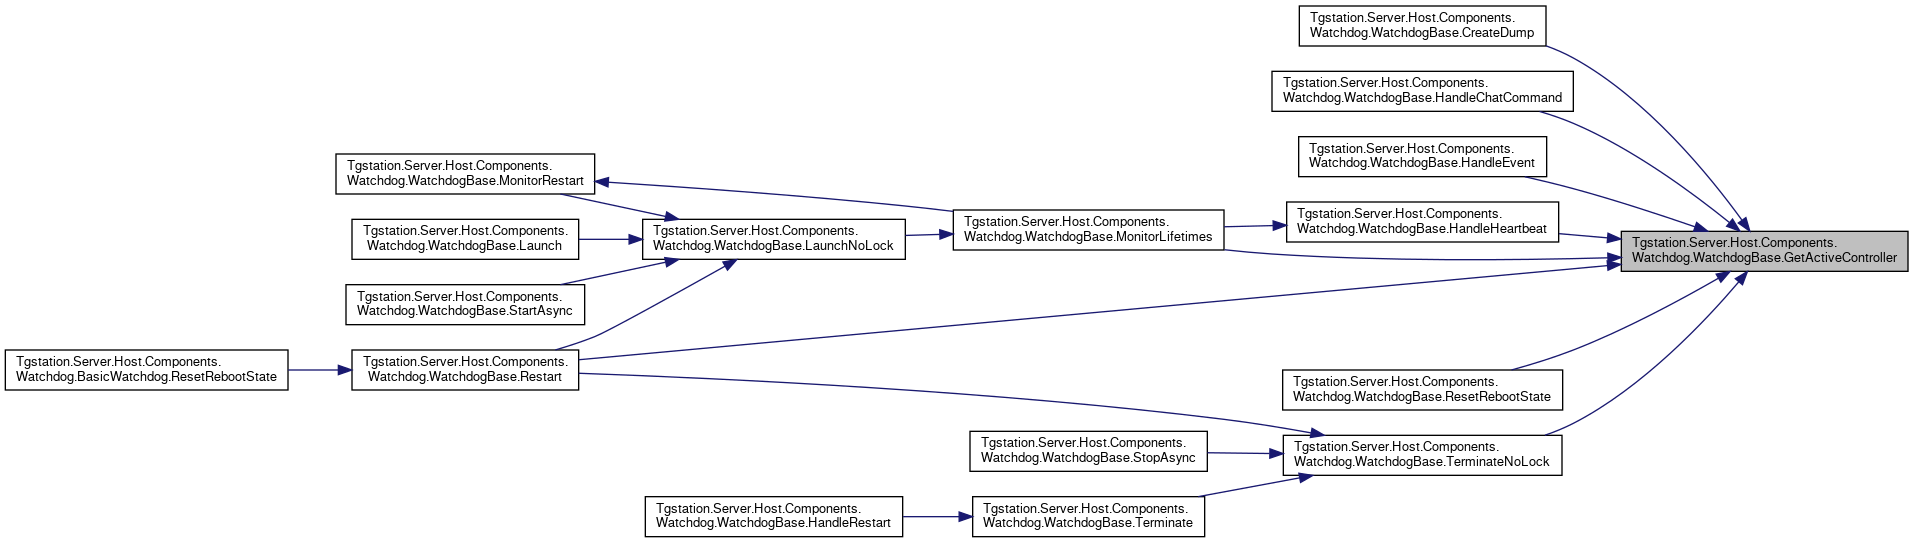 Tgstation.Server.Host.Components.
Watchdog.WatchdogBase.CreateDump
Tgstation.Server.Host.Components.
Watchdog.WatchdogBase.HandleChatCommand
Tgstation.Server.Host.Components.
Watchdog.WatchdogBase.HandleEvent
Tgstation.Server.Host.Components.
Watchdog.WatchdogBase.MonitorRestart
Tgstation.Server.Host.Components.
Watchdog.WatchdogBase.HandleHeartbeat
Tgstation.Server.Host.Components.
Watchdog.WatchdogBase.MonitorLifetimes
Tgstation.Server.Host.Components.
Watchdog.WatchdogBase.Launch
Tgstation.Server.Host.Components.
Watchdog.WatchdogBase.LaunchNoLock
Tgstation.Server.Host.Components.
Watchdog.WatchdogBase.GetActiveController
Tgstation.Server.Host.Components.
Watchdog.WatchdogBase.StartAsync
Tgstation.Server.Host.Components.
Watchdog.BasicWatchdog.ResetRebootState
Tgstation.Server.Host.Components.
Watchdog.WatchdogBase.Restart
Tgstation.Server.Host.Components.
Watchdog.WatchdogBase.ResetRebootState
Tgstation.Server.Host.Components.
Watchdog.WatchdogBase.StopAsync
Tgstation.Server.Host.Components.
Watchdog.WatchdogBase.TerminateNoLock
Tgstation.Server.Host.Components.
Watchdog.WatchdogBase.HandleRestart
Tgstation.Server.Host.Components.
Watchdog.WatchdogBase.Terminate